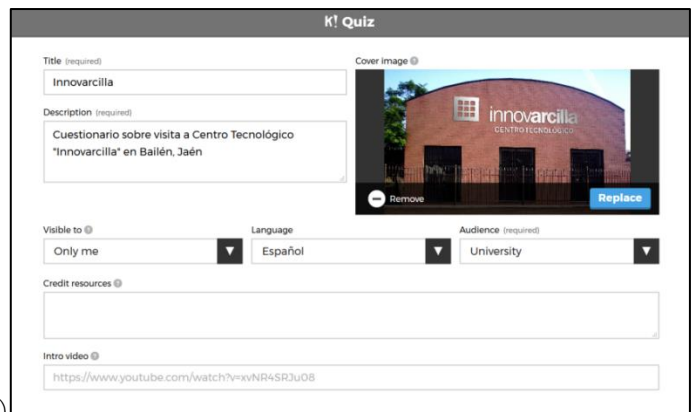 K! Quiz
Title (required)
Innovarcilla
Description (required)
Cuestionario sobre visita a Centro Tecnológico
"Innovarcilla" en Bailén, Jaén
Cover image
innovarcilla
CENTRO TECNOLÓGICO
Remove
Replace
Visible to
Only me
Language
Español
Audience (required)
University
Credit resources
Intro video
https://www.youtube.com/watch?v=xvNR4SRJu08
)